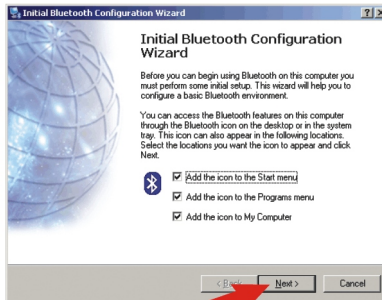 Initial Bluetooth Configuration Wizard
Initial Bluetooth Configuration
Wizard
Before you can begin using Bluetooth on this computer you
must perform some initial setup. This wizard will help you to
configure a basic Bluetooth environment.
You can access the Bluetooth features on this computer
through the Bluetooth icon on the desktop or in the system
tray. This icon can also appear in the following locations.
Select the locations you want the icon to appear and click
Next.
Add the icon to the Start menu
Add the icon to the Programs menu
Add the icon to My Computer
< Back Next > Cancel